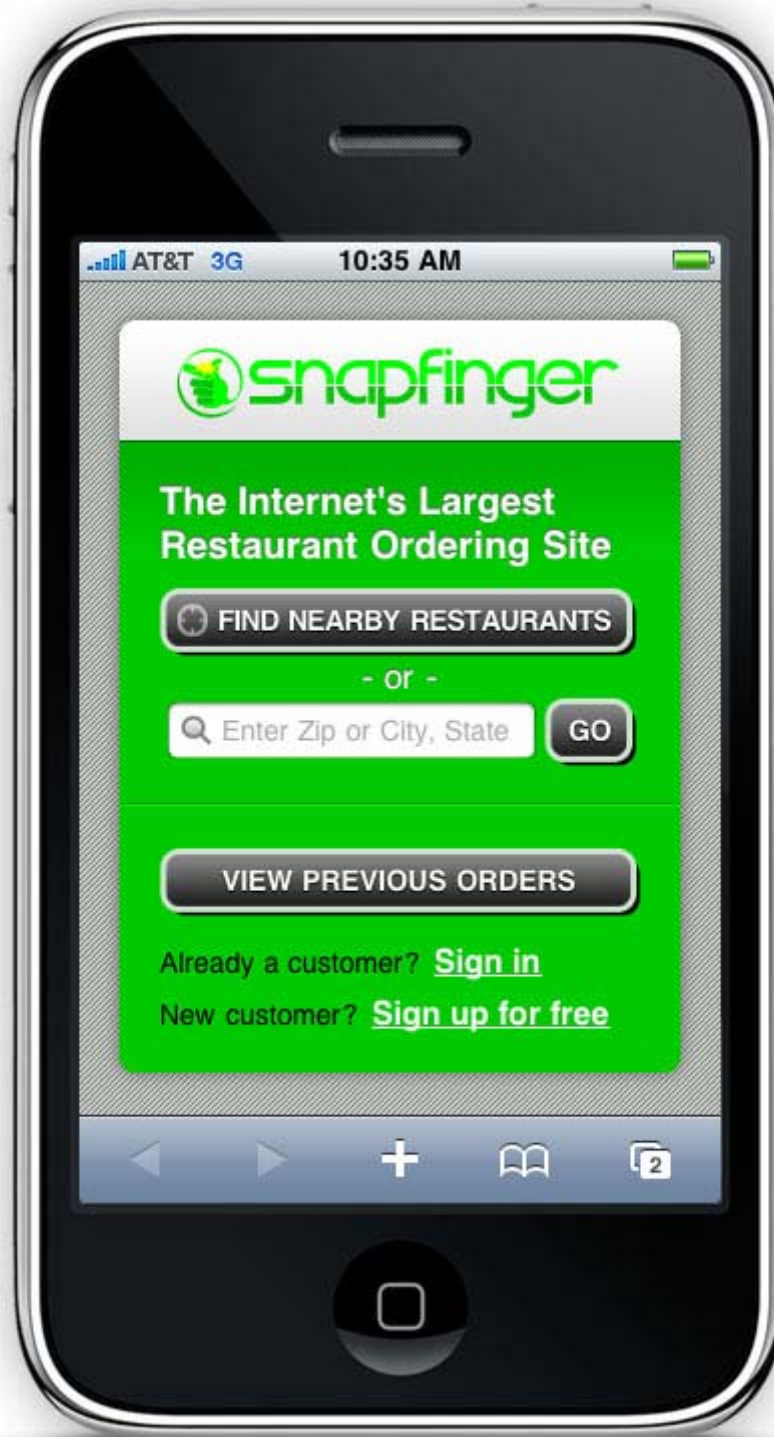 AT&T 3G 10:35 AM
snapfinger
The Internet's Largest
Restaurant Ordering Site
FIND NEARBY RESTAURANTS
- or -
Enter Zip or City, State GO
VIEW PREVIOUS ORDERS
Already a customer? Sign in
New customer? Sign up for free
2